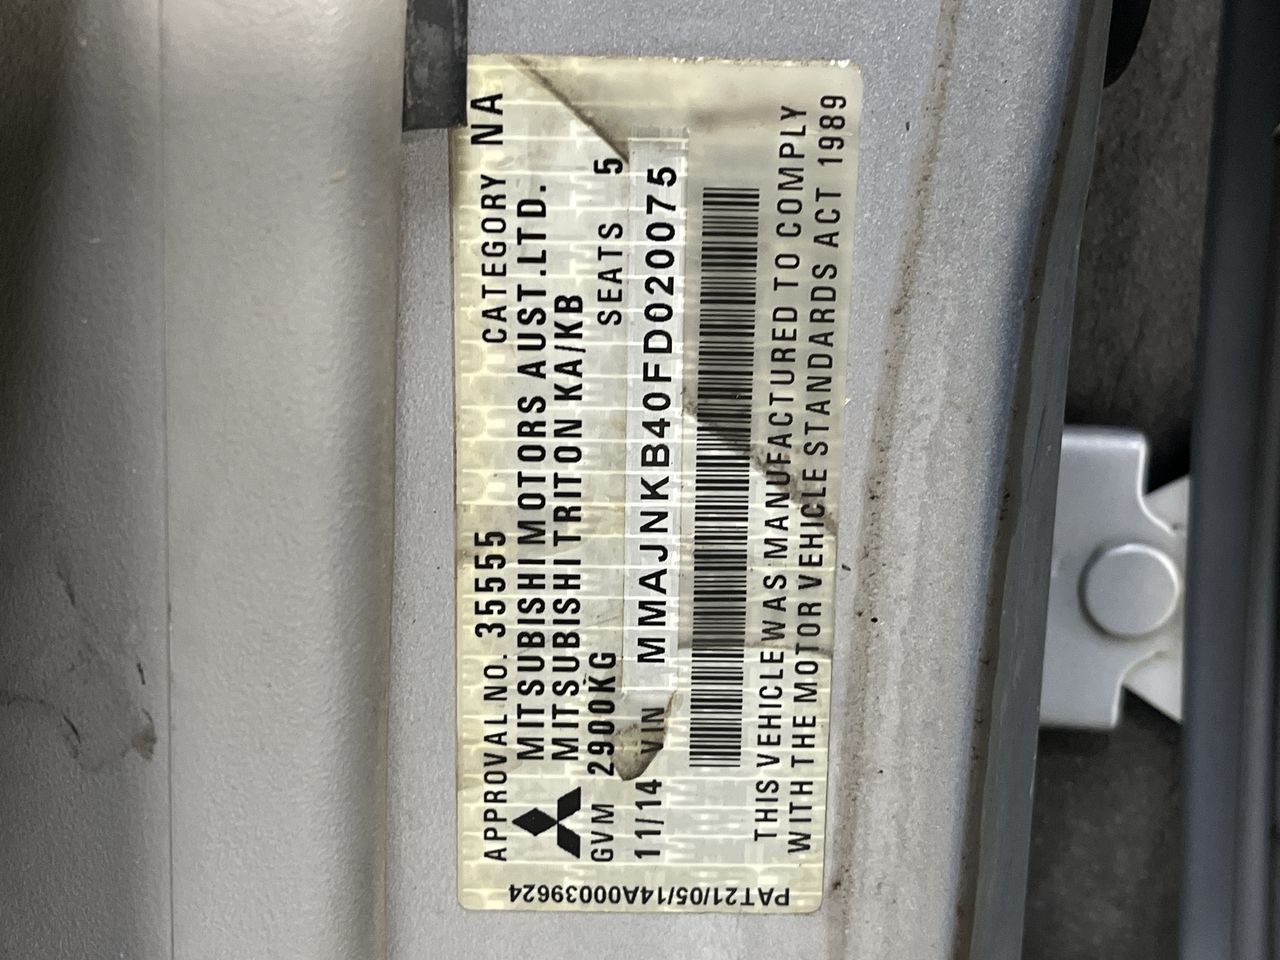 APPROVAL NO. 35555 CATEGORY NA
MITSUBISHI MOTORS AUST.LTD.
MITSUBISHI TRITON KA/KB
GVM 2900KG SEATS 5
11/14 VIN MMAJNKB40FD020075
THIS VEHICLE WAS MANUFACTURED TO COMPLY
WITH THE MOTOR VEHICLE STANDARDS ACT 1989
PAT21/05/14A00039624